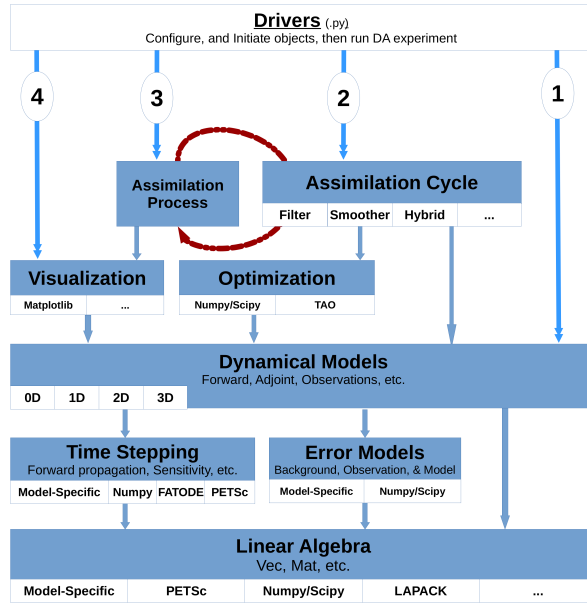 Drivers (.py)
Configure, and Initiate objects, then run DA experiment
4
3
2
1
Assimilation
Process
Assimilation Cycle
Filter Smoother Hybrid ...
Visualization
Matplotlib ...
Optimization
Numpy/Scipy TAO
Dynamical Models
Forward, Adjoint, Observations, etc.
0D 1D 2D 3D
Time Stepping
Forward propagation, Sensitivity, etc.
Model-Specific Numpy FATODE PETSc
Error Models
Background, Observation, & Model
Model-Specific Numpy/Scipy
Linear Algebra
Vec, Mat, etc.
Model-Specific PETSc Numpy/Scipy LAPACK ...